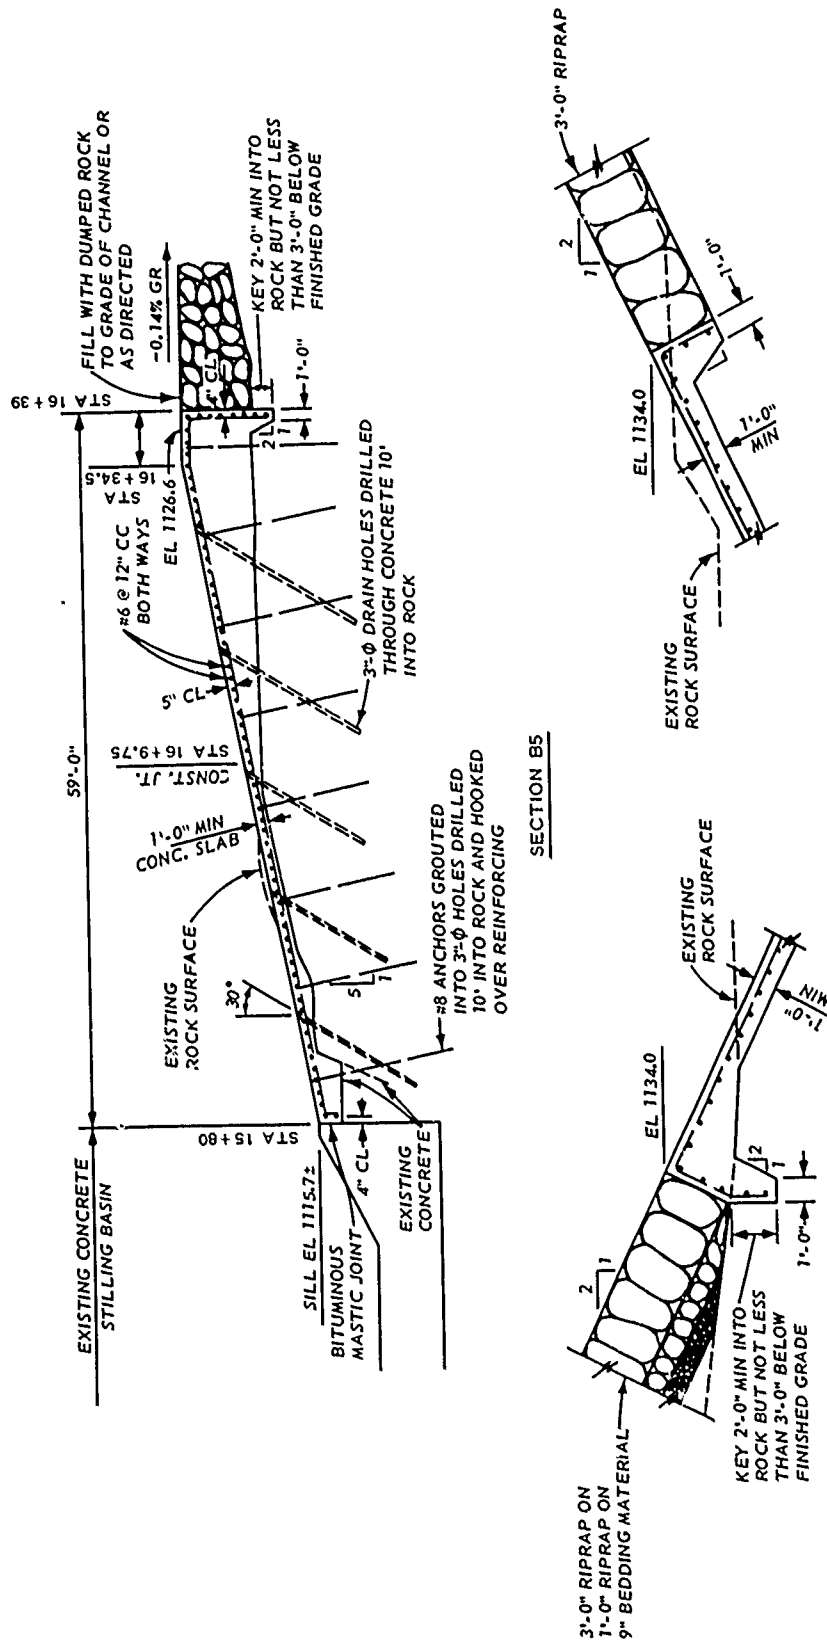 EXISTING CONCRETE
STILLING BASIN
59'-0"
STA 15+80
SILL EL 1115.7±
BITUMINOUS
MASTIC JOINT
4" CL
EXISTING
CONCRETE
30°
EXISTING
ROCK SURFACE
1'-0" MIN
CONC. SLAB
CONST. JT.
STA 16+9.75
5" CL
#6 @ 12" CC
BOTH WAYS
EL 1126.6
STA
16+34.5
STA 16+39
FILL WITH DUMPED ROCK
TO GRADE OF CHANNEL OR
AS DIRECTED
-0.14% GR
4" CL
KEY 2'-0" MIN INTO
ROCK BUT NOT LESS
THAN 3'-0" BELOW
FINISHED GRADE
1'-0"
2
1
3"-Φ DRAIN HOLES DRILLED
THROUGH CONCRETE 10'
INTO ROCK
5
1
#8 ANCHORS GROUTED
INTO 3"-Φ HOLES DRILLED
10' INTO ROCK AND HOOKED
OVER REINFORCING
SECTION B5
3'-0" RIPRAP ON
1'-0" RIPRAP ON
9" BEDDING MATERIAL
2
1
EL 1134.0
EXISTING
ROCK SURFACE
1'-0"
MIN
2
1
1'-0"
KEY 2'-0" MIN INTO
ROCK BUT NOT LESS
THAN 3'-0" BELOW
FINISHED GRADE
EXISTING
ROCK SURFACE
EL 1134.0
1'-0"
MIN
2
1
1'-0"
3'-0" RIPRAP